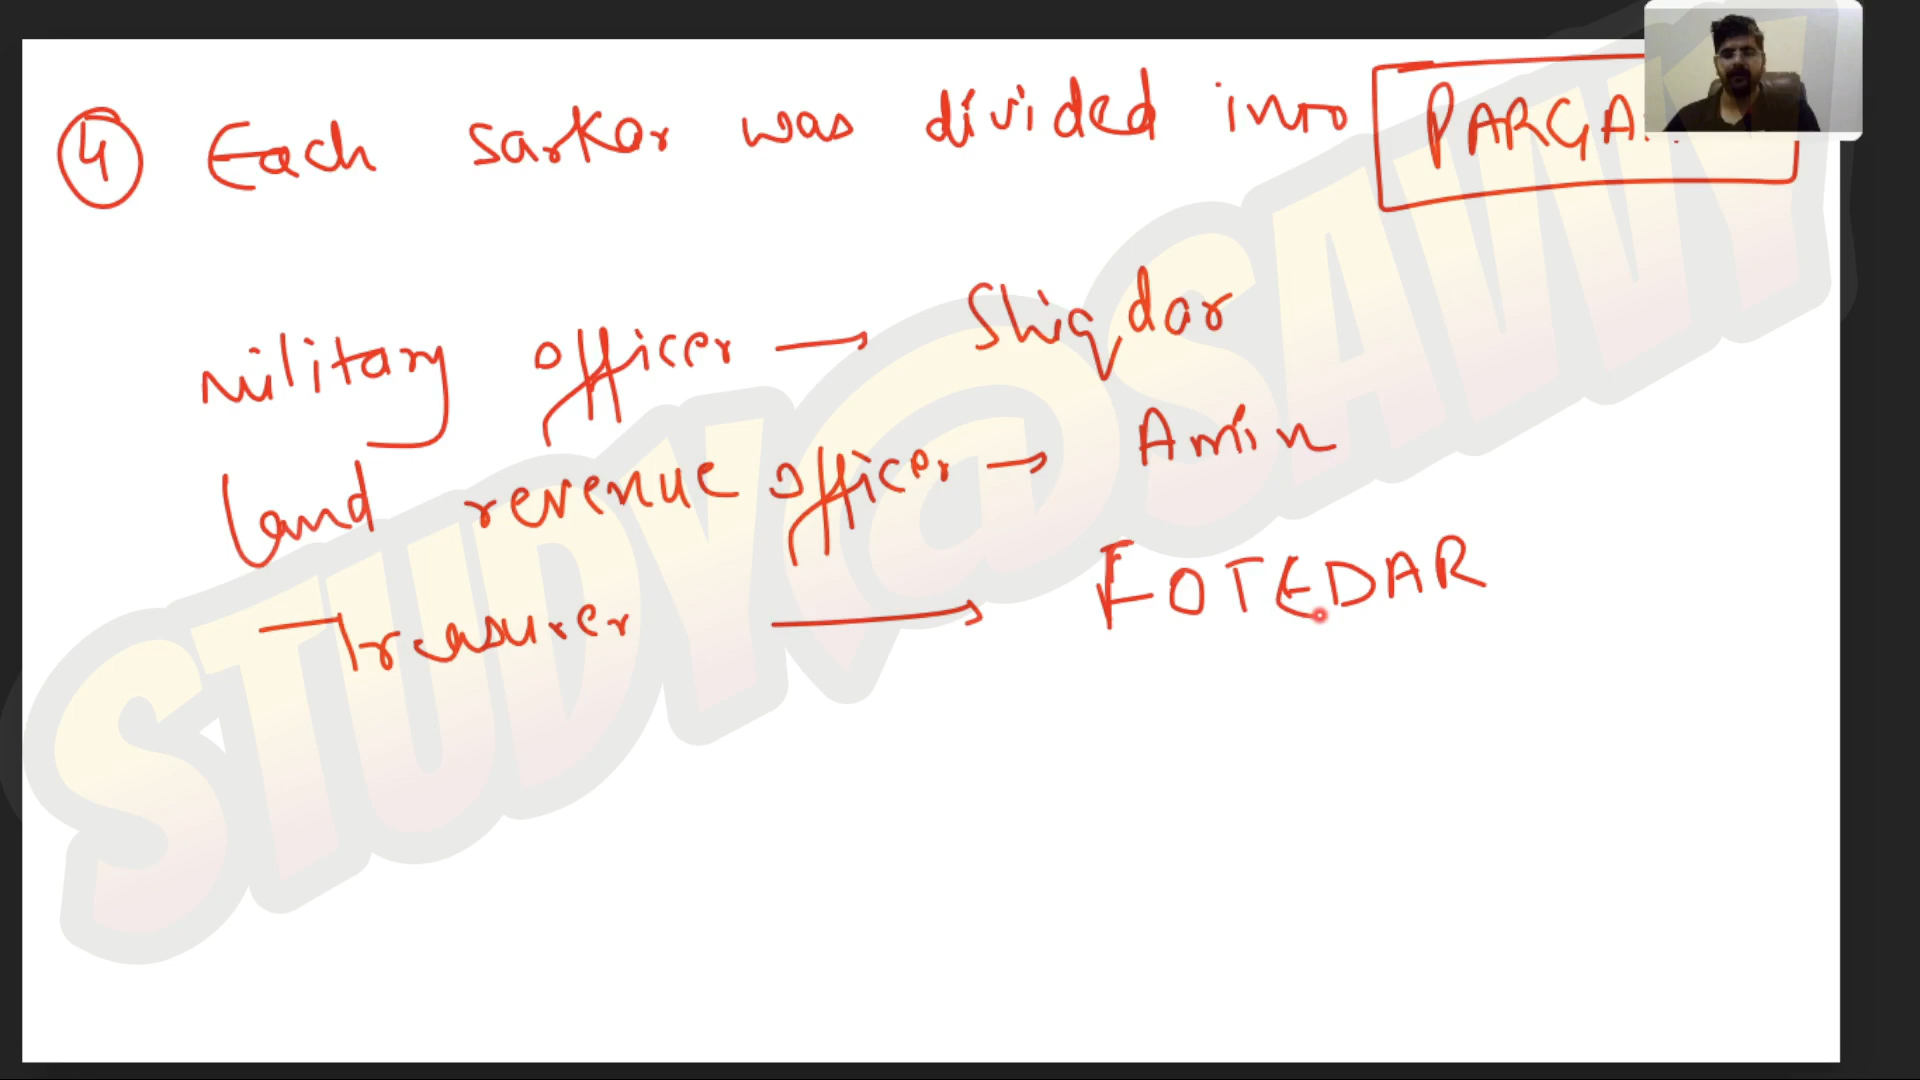 4 Each sarkar was divided into PARGA
military officer → Shiqdar
land revenue officer → Amin
Treasurer → FOTEDAR
STUDY@SAVVY